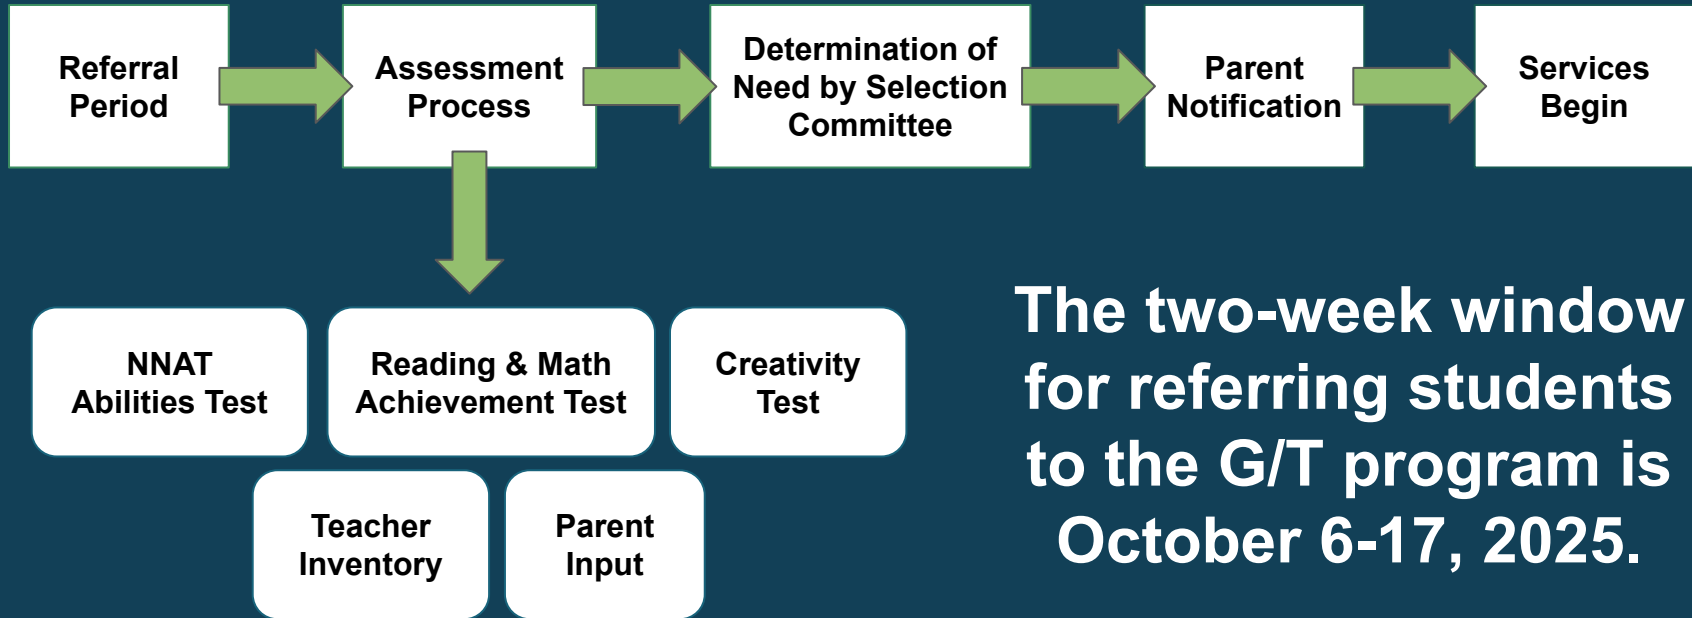 Referral
Period
Assessment
Process
Determination of
Need by Selection
Committee
Parent
Notification
Services
Begin
NNAT
Abilities Test
Reading & Math
Achievement Test
Creativity
Test
Teacher
Inventory
Parent
Input
The two-week window
for referring students
to the G/T program is
October 6-17, 2025.